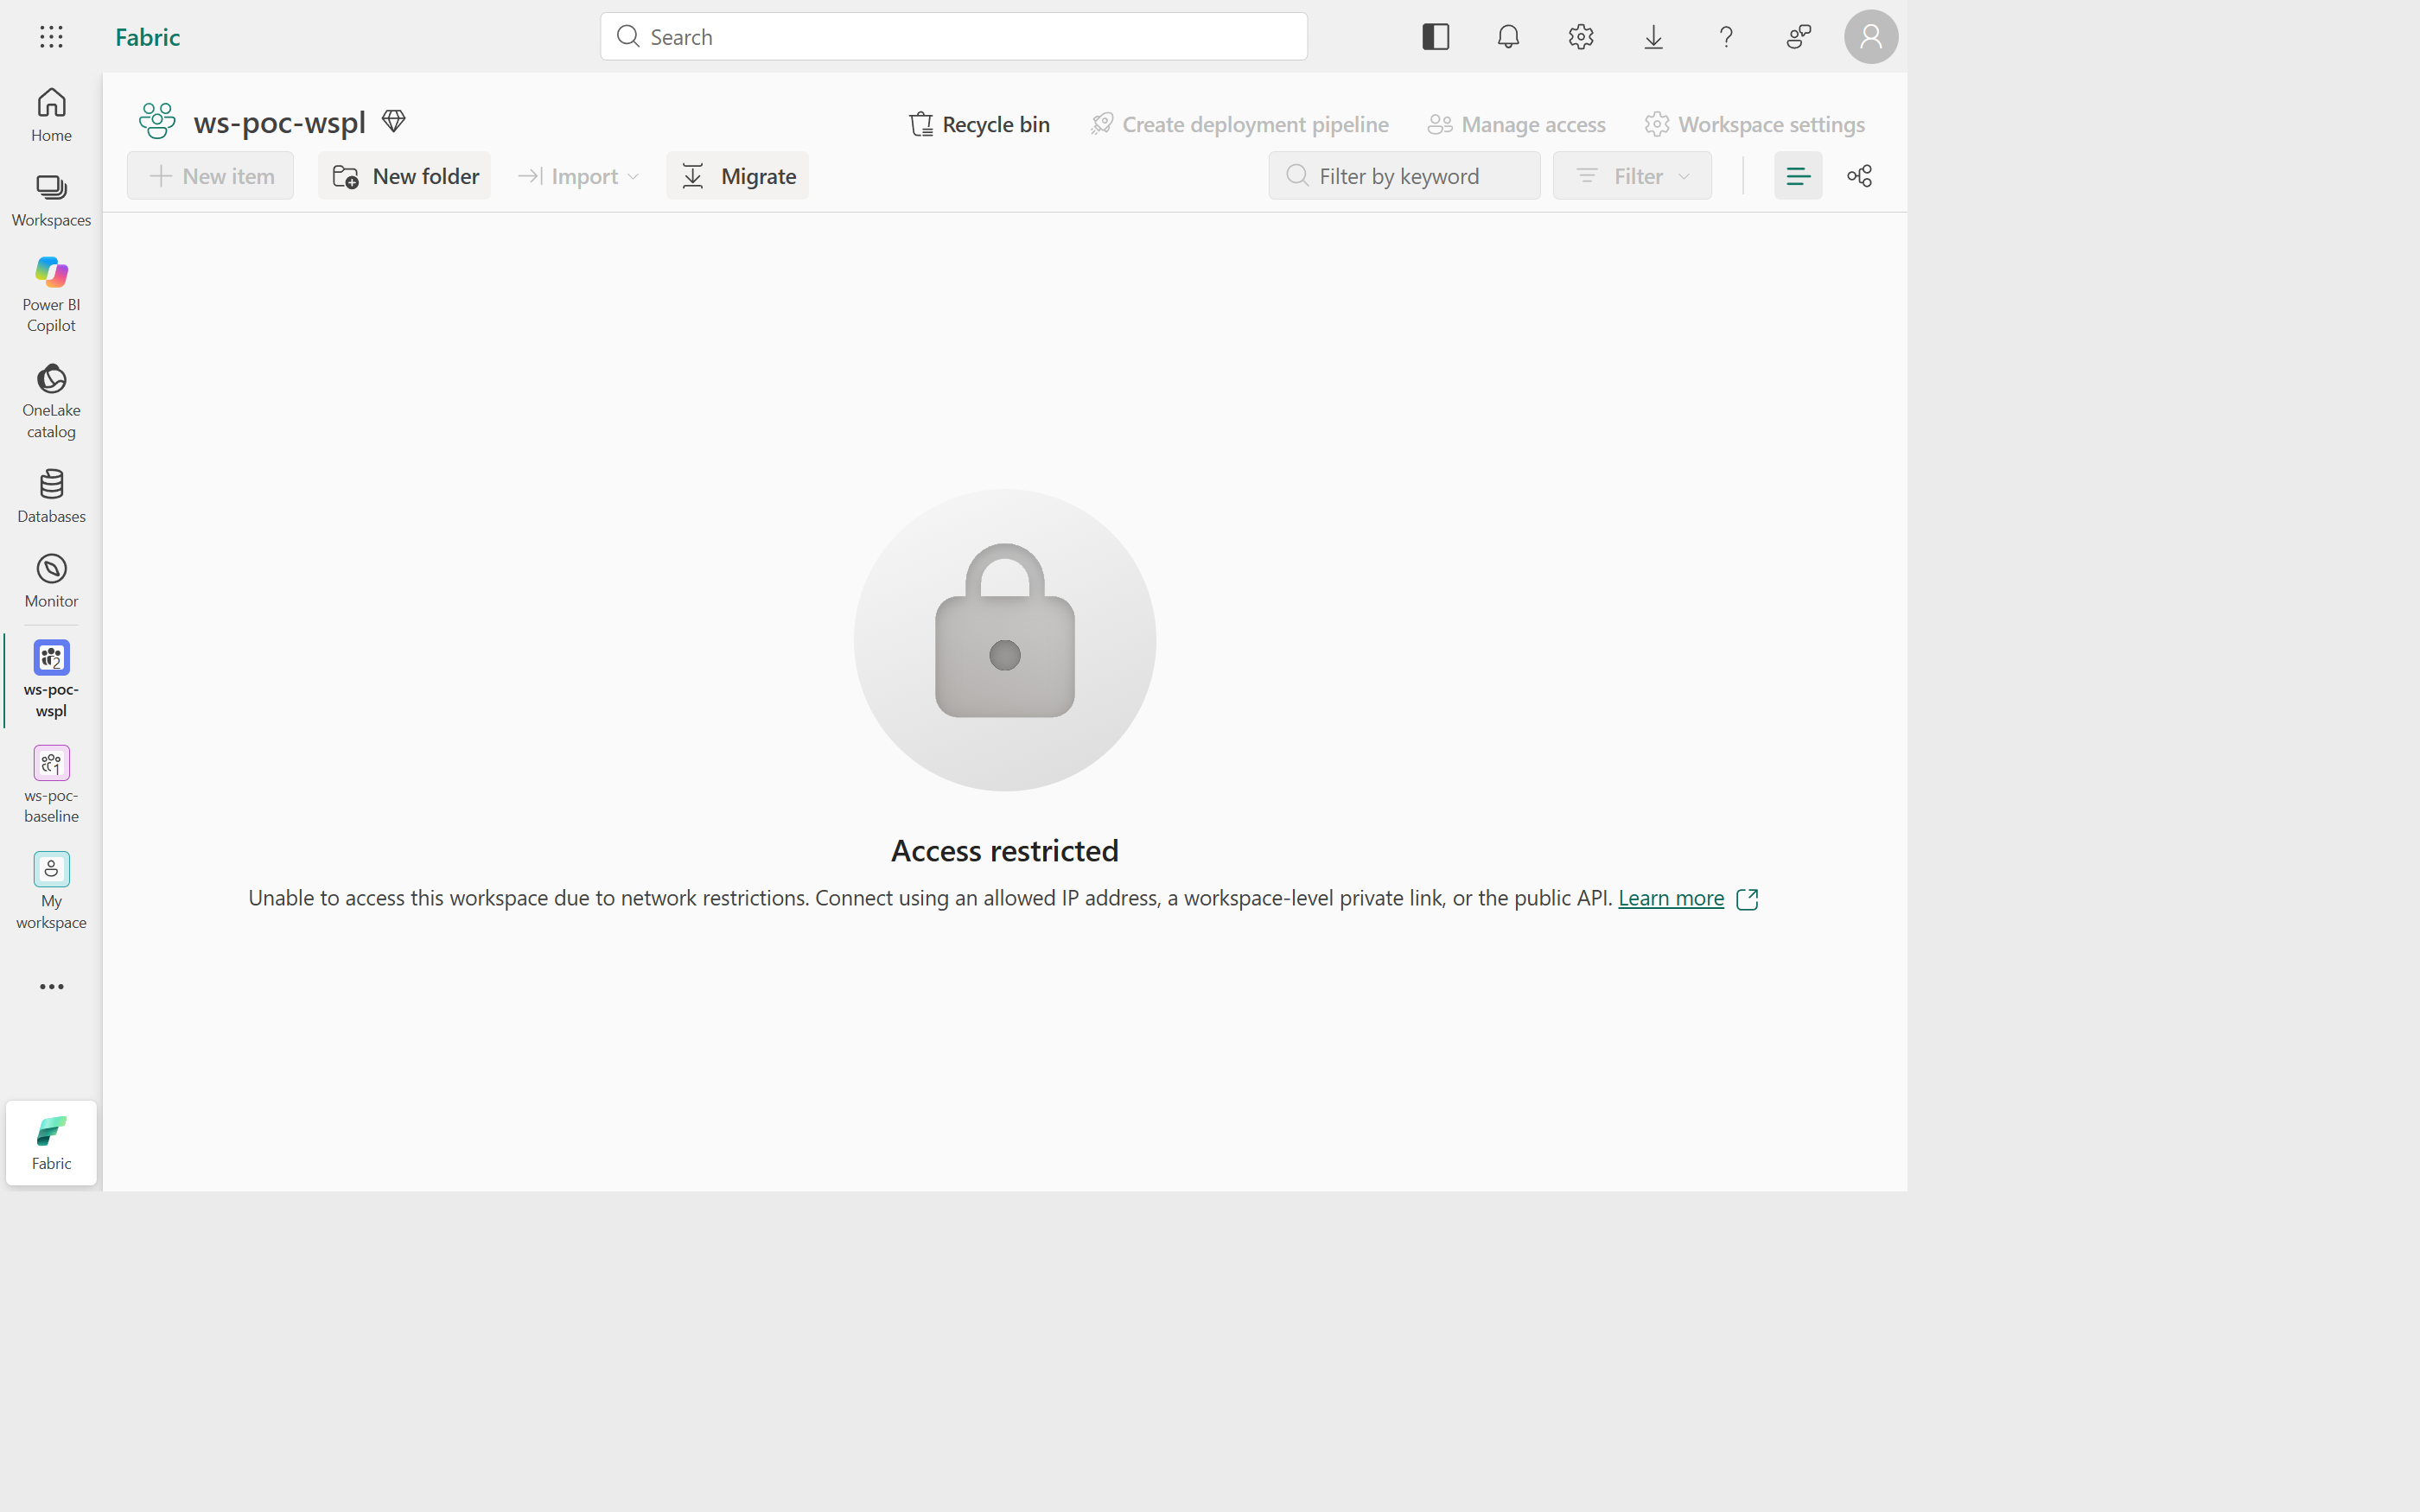 Fabric
Search
Home
Workspaces
Power BI
Copilot
OneLake
catalog
Databases
Monitor
ws-poc-
wspl
2
ws-poc-
baseline
1
My
workspace
Fabric
ws-poc-wspl
Recycle bin
Create deployment pipeline
Manage access
Workspace settings
New item
New folder
Import
Migrate
Filter by keyword
Filter
Access restricted
Unable to access this workspace due to network restrictions. Connect using an allowed IP address, a workspace-level private link, or the public API. Learn more